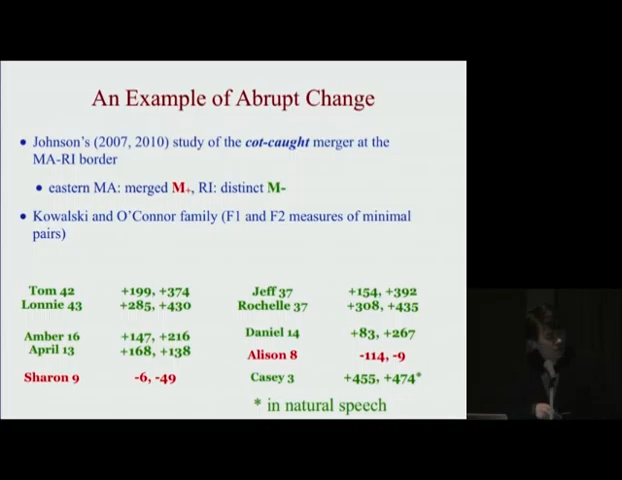 An Example of Abrupt Change
• Johnson's (2007, 2010) study of the cot-caught merger at the
MA-RI border
• eastern MA: merged M+, RI: distinct M-
• Kowalski and O'Connor family (F1 and F2 measures of minimal
pairs)
Tom 42 +199, +374 Jeff 37 +154, +392
Lonnie 43 +285, +430 Rochelle 37 +308, +435
Amber 16 +147, +216 Daniel 14 +83, +267
April 13 +168, +138 Alison 8 -114, -9
Sharon 9 -6, -49 Casey 3 +455, +474*
* in natural speech